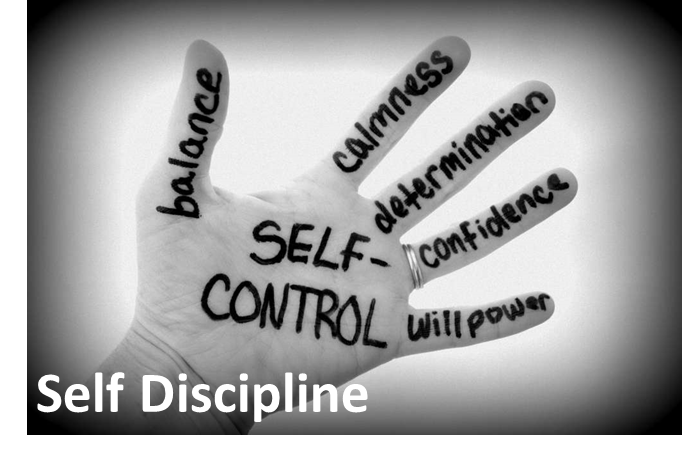 balance
calmness
determination
confidence
Willpower
SELF-
CONTROL
Self Discipline